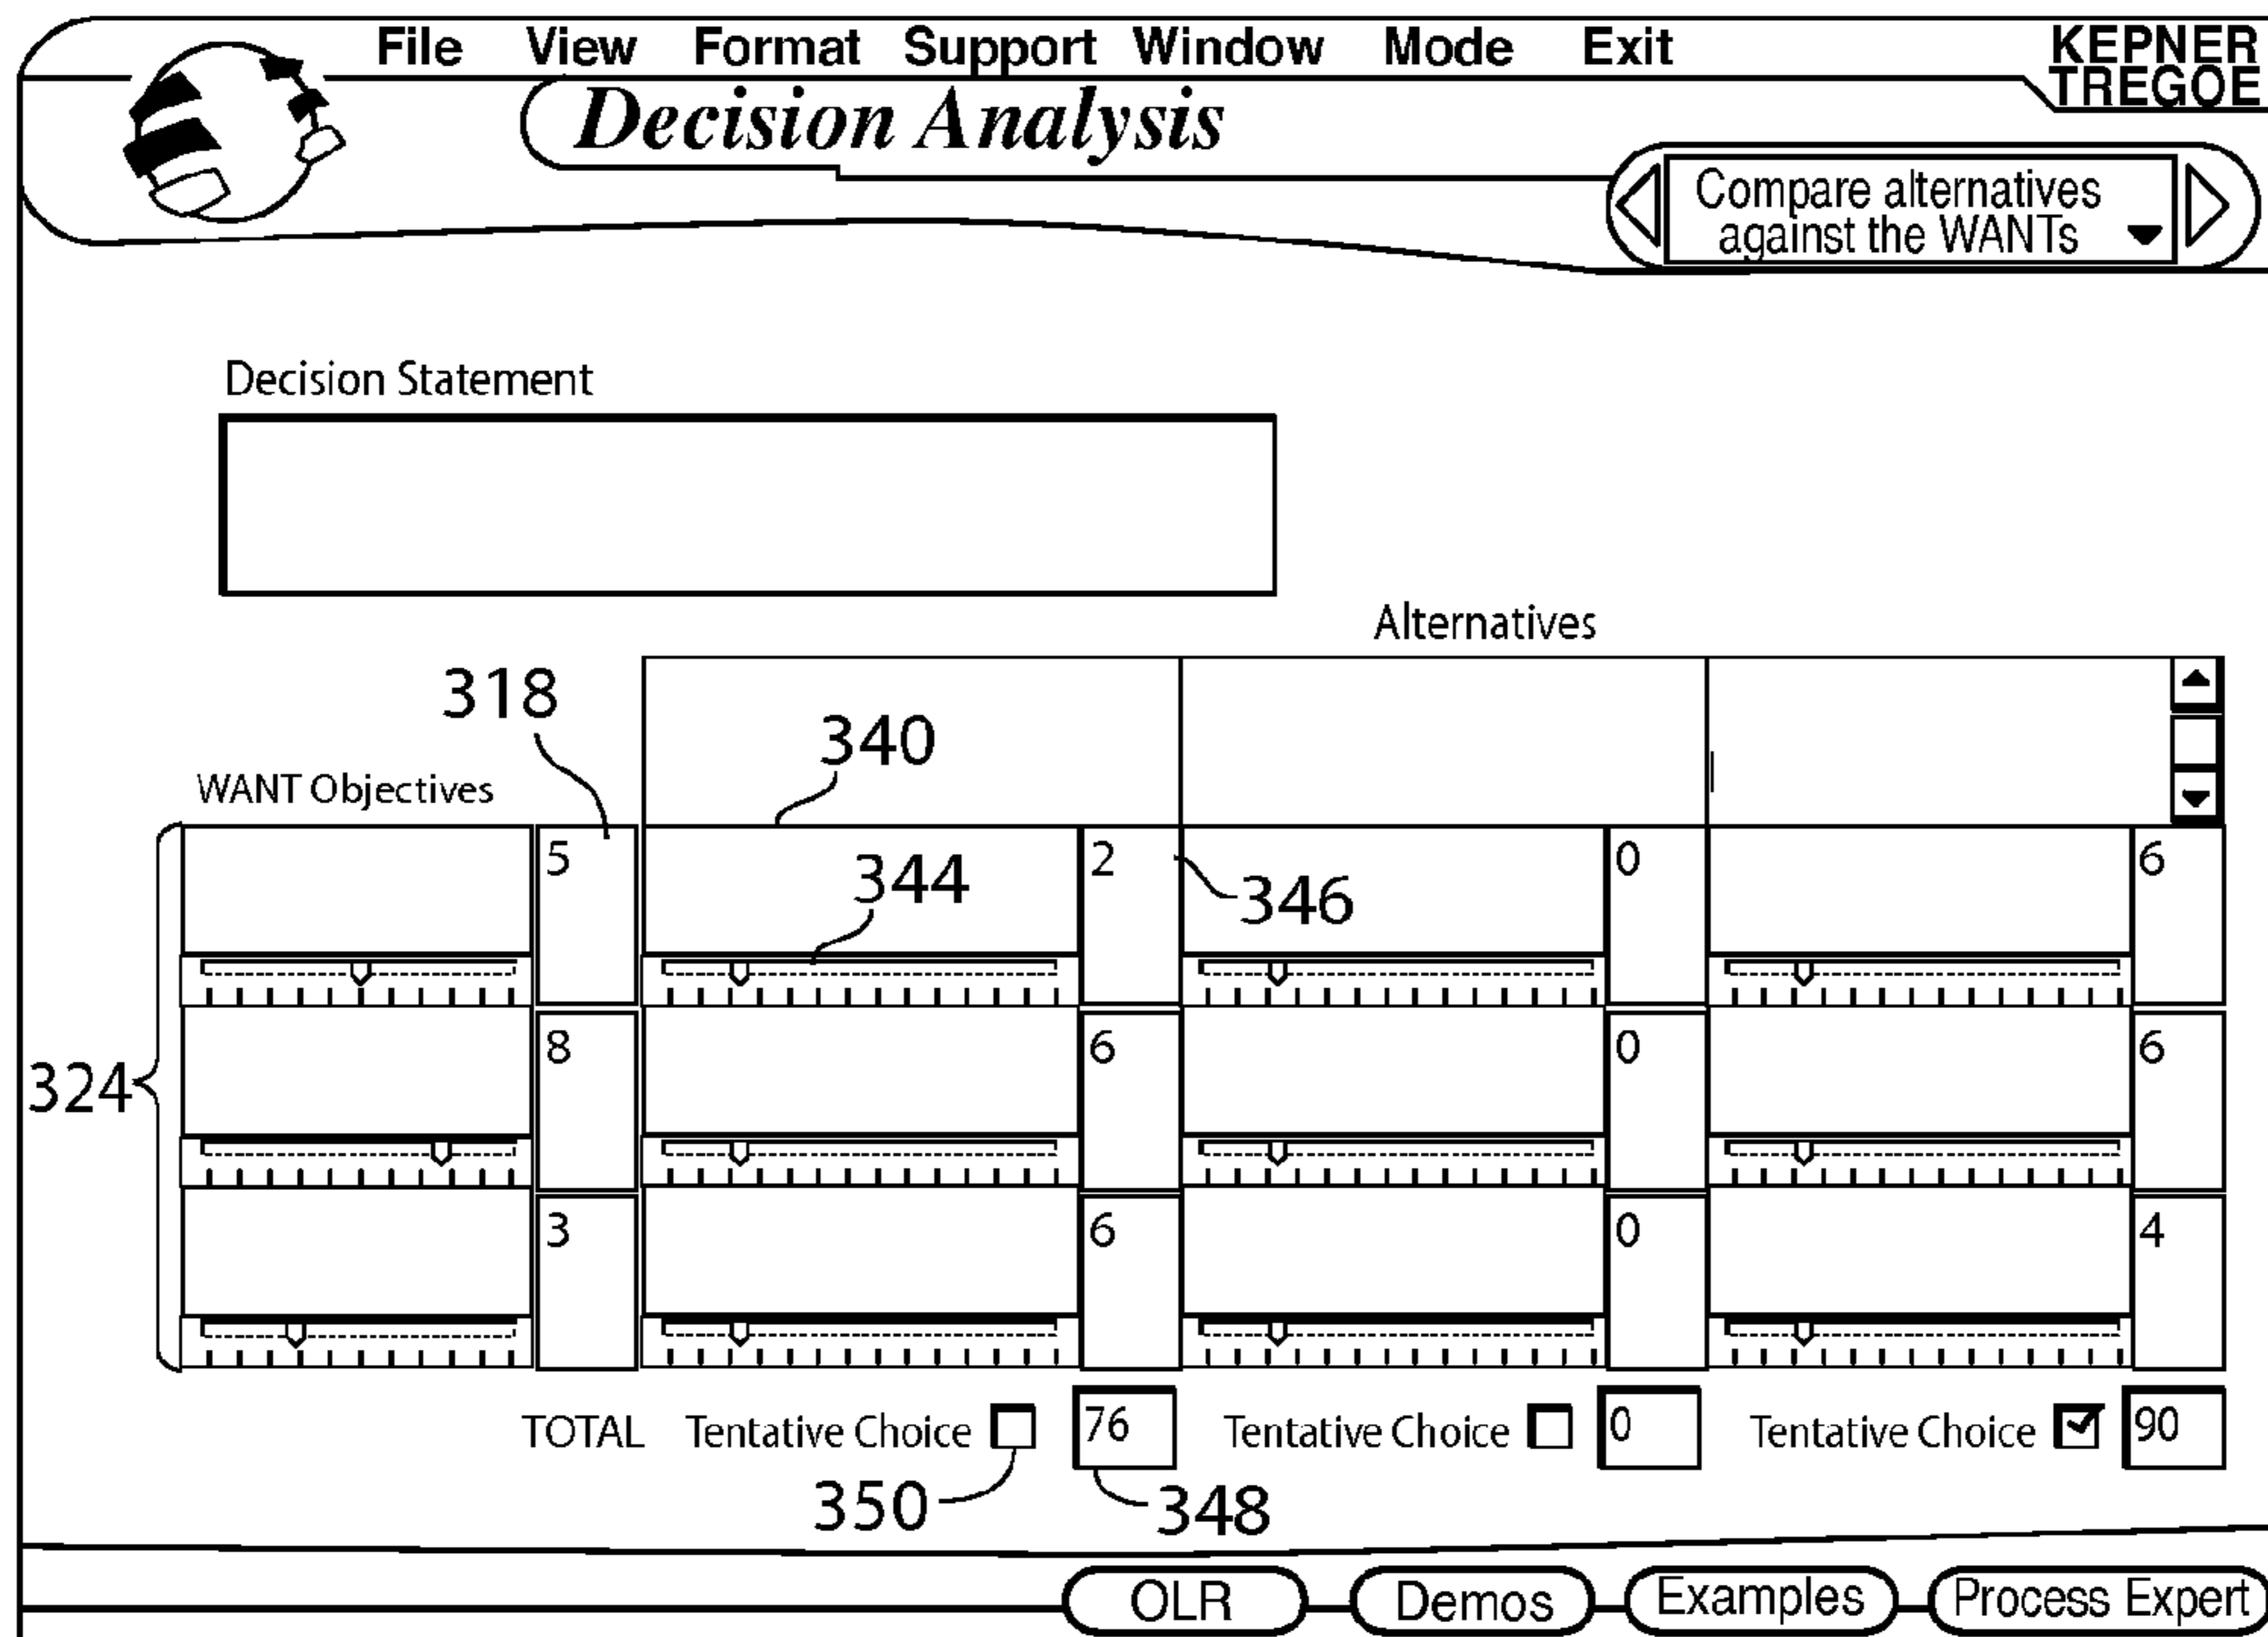 File View Format Support Window Mode Exit
KEPNER
TREGOE
Decision Analysis
Compare alternatives
against the WANTs
Decision Statement
Alternatives
318
340
WANT Objectives
5 2 0 6
344
346
324
8 6 0 6
3 6 0 4
TOTAL Tentative Choice 76 Tentative Choice 0 Tentative Choice 90
350 348
OLR Demos Examples Process Expert